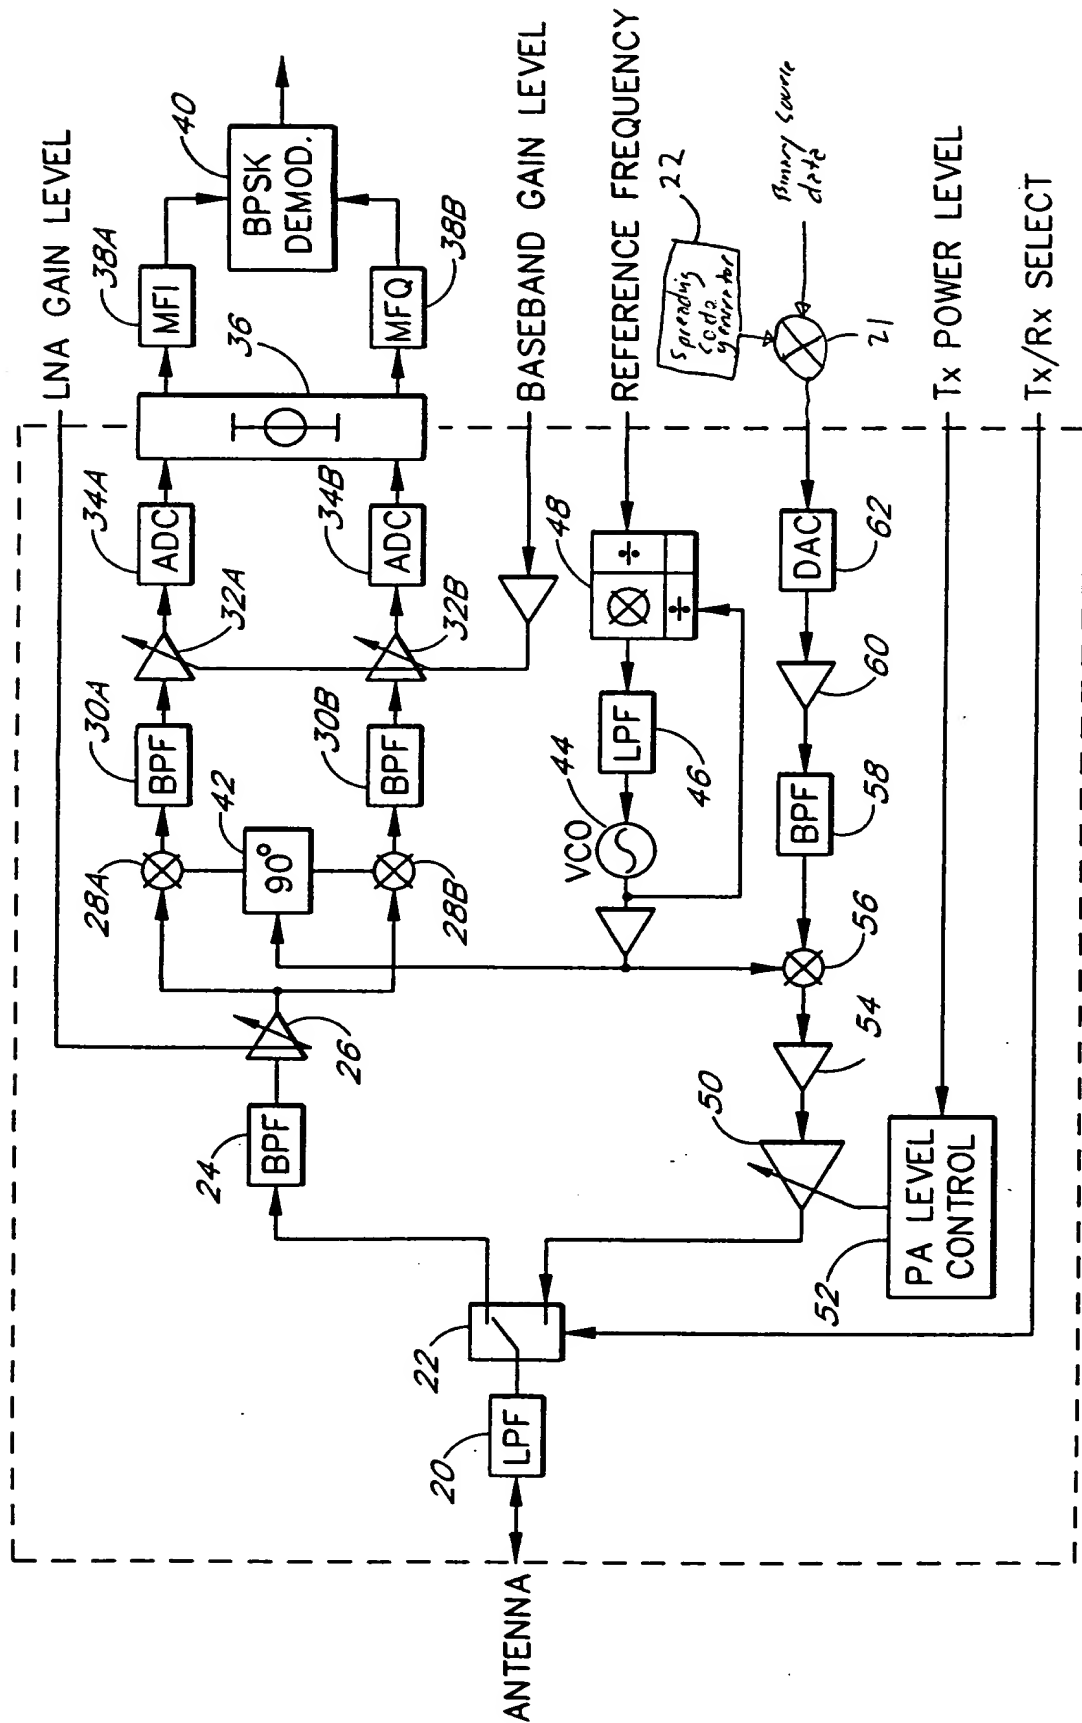 LNA GAIN LEVEL
38A
MFI
40
BPSK
DEMOD.
36
MFQ
38B
BASEBAND GAIN LEVEL
REFERENCE FREQUENCY
22
Spreading
code
generator
Binary source
data
21
Tx POWER LEVEL
Tx/Rx SELECT
34A
ADC
34B
ADC
32A
32B
30A
BPF
30B
BPF
42
90°
28A
28B
26
24
BPF
48
÷
÷
LPF
46
44
VCO
DAC
62
60
BPF
58
56
54
50
PA LEVEL
CONTROL
52
22
20
LPF
ANTENNA